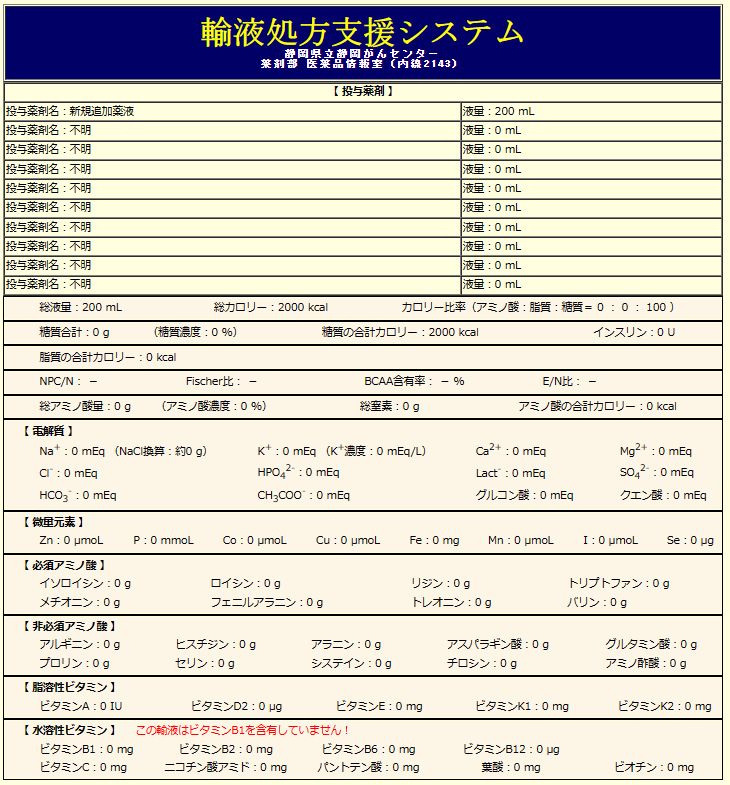 輸液処方支援システム
静岡県立静岡がんセンター
薬剤部 医薬品情報室（内線2143）
【 投与薬剤 】
投与薬剤名：新規追加薬液 液量：200 mL
投与薬剤名：不明 液量：0 mL
投与薬剤名：不明 液量：0 mL
投与薬剤名：不明 液量：0 mL
投与薬剤名：不明 液量：0 mL
投与薬剤名：不明 液量：0 mL
投与薬剤名：不明 液量：0 mL
投与薬剤名：不明 液量：0 mL
投与薬剤名：不明 液量：0 mL
投与薬剤名：不明 液量：0 mL
総液量：200 mL 総カロリー：2000 kcal カロリー比率（アミノ酸：脂質：糖質＝ 0 ： 0 ： 100 ）
糖質合計：0 g （糖質濃度：0 %） 糖質の合計カロリー：2000 kcal インスリン：0 U
脂質の合計カロリー：0 kcal
NPC/N： − Fischer比： − BCAA含有率： − % E/N比： −
総アミノ酸量：0 g （アミノ酸濃度：0 %） 総窒素：0 g アミノ酸の合計カロリー：0 kcal
【 電解質 】
Na⁺：0 mEq （NaCl換算：約0 g） K⁺：0 mEq （K⁺濃度：0 mEq/L） Ca²⁺：0 mEq Mg²⁺：0 mEq
Cl⁻：0 mEq HPO₄²⁻：0 mEq Lact⁻：0 mEq SO₄²⁻：0 mEq
HCO₃⁻：0 mEq CH₃COO⁻：0 mEq グルコン酸：0 mEq クエン酸：0 mEq
【 微量元素 】
Zn：0 μmoL P：0 mmoL Co：0 μmoL Cu：0 μmoL Fe：0 mg Mn：0 μmoL I：0 μmoL Se：0 μg
【 必須アミノ酸 】
イソロイシン：0 g ロイシン：0 g リジン：0 g トリプトファン：0 g
メチオニン：0 g フェニルアラニン：0 g トレオニン：0 g バリン：0 g
【 非必須アミノ酸 】
アルギニン：0 g ヒスチジン：0 g アラニン：0 g アスパラギン酸：0 g グルタミン酸：0 g
プロリン：0 g セリン：0 g システイン：0 g チロシン：0 g アミノ酢酸：0 g
【 脂溶性ビタミン 】
ビタミンA：0 IU ビタミンD2：0 μg ビタミンE：0 mg ビタミンK1：0 mg ビタミンK2：0 mg
【 水溶性ビタミン 】 この輸液はビタミンB1を含有していません！
ビタミンB1：0 mg ビタミンB2：0 mg ビタミンB6：0 mg ビタミンB12：0 μg
ビタミンC：0 mg ニコチン酸アミド：0 mg パントテン酸：0 mg 葉酸：0 mg ビオチン：0 mg